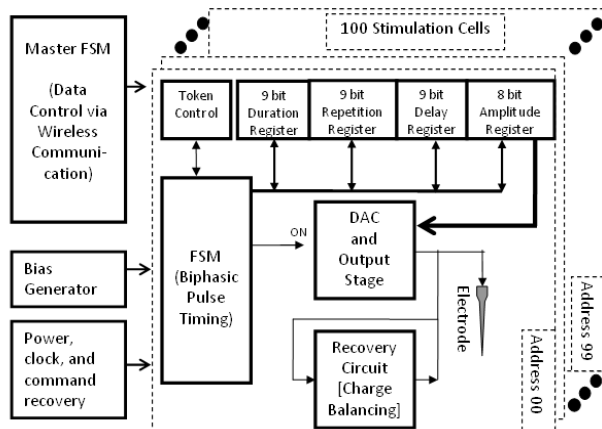 100 Stimulation Cells
Master FSM
(Data
Control via
Wireless
Communi-
cation)
Token
Control
9 bit
Duration
Register
9 bit
Repetition
Register
9 bit
Delay
Register
8 bit
Amplitude
Register
FSM
(Biphasic
Pulse
Timing)
ON
DAC
and
Output
Stage
Bias
Generator
Electrode
Address 99
Power,
clock, and
command
recovery
Recovery
Circuit
[Charge
Balancing]
Address 00